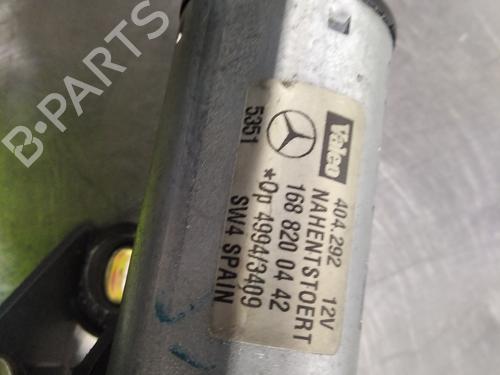 B-PARTS
Valeo 404.292 12V
NAHENTSTOERT
168 820 04 42
5351 *Op 4994/3409
SW4 SPAIN